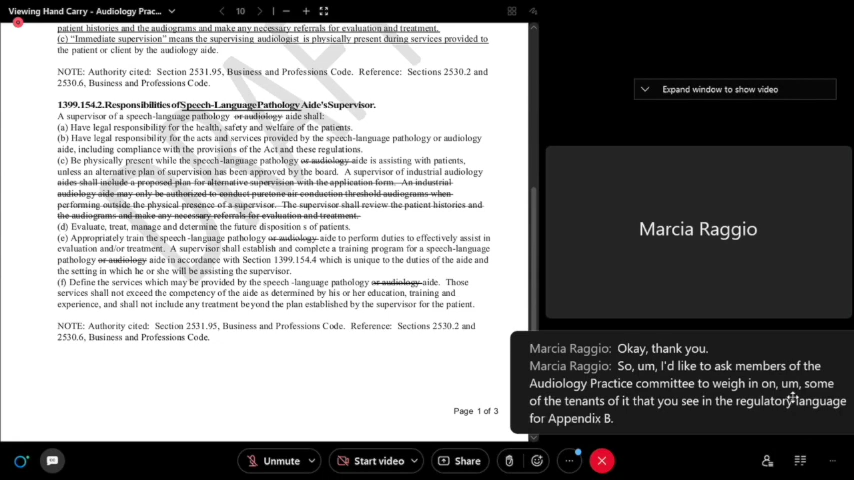 Viewing Hand Carry - Audiology Prac...
10
patient histories and the audiograms and make any necessary referrals for evaluation and treatment.
(c) “Immediate supervision” means the supervising audiologist is physically present during services provided to
the patient or client by the audiology aide.
NOTE: Authority cited: Section 2531.95, Business and Professions Code. Reference: Sections 2530.2 and
2530.6, Business and Professions Code.
1399.154.2. Responsibilities of Speech-Language Pathology Aide's Supervisor.
A supervisor of a speech-language pathology or audiology aide shall:
(a) Have legal responsibility for the health, safety and welfare of the patients.
(b) Have legal responsibility for the acts and services provided by the speech-language pathology or audiology
aide, including compliance with the provisions of the Act and these regulations.
(c) Be physically present while the speech-language pathology or audiology aide is assisting with patients,
unless an alternative plan of supervision has been approved by the board. A supervisor of industrial audiology
aides shall include a proposed plan for alternative supervision with the application form. An industrial
audiology aide may only be authorized to conduct puretone air conduction threshold audiograms when
performing outside the physical presence of a supervisor. The supervisor shall review the patient histories and
the audiograms and make any necessary referrals for evaluation and treatment.
(d) Evaluate, treat, manage and determine the future disposition s of patients.
(e) Appropriately train the speech-language pathology or audiology aide to perform duties to effectively assist in
evaluation and/or treatment. A supervisor shall establish and complete a training program for a speech-language
pathology or audiology aide in accordance with Section 1399.154.4 which is unique to the duties of the aide and
the setting in which he or she will be assisting the supervisor.
(f) Define the services which may be provided by the speech -language pathology or audiology aide. Those
services shall not exceed the competency of the aide as determined by his or her education, training and
experience, and shall not include any treatment beyond the plan established by the supervisor for the patient.
NOTE: Authority cited: Section 2531.95, Business and Professions Code. Reference: Sections 2530.2 and
2530.6, Business and Professions Code.
Page 1 of 3
DRAFT
Expand window to show video
Marcia Raggio
Marcia Raggio: Okay, thank you.
Marcia Raggio: So, um, I'd like to ask members of the
Audiology Practice committee to weigh in on, um, some
of the tenants of it that you see in the regulatory language
for Appendix B.
Unmute
Start video
Share